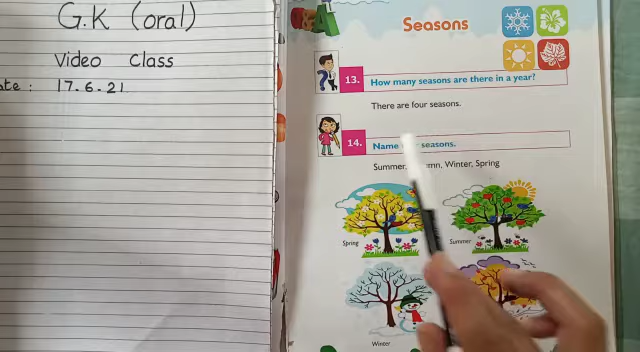 G.K (oral)
Video Class
ate : 17.6.21
Seasons
13. How many seasons are there in a year?
There are four seasons.
14. Name seasons.
Summer, Winter, Spring
Spring
Summer
Winter